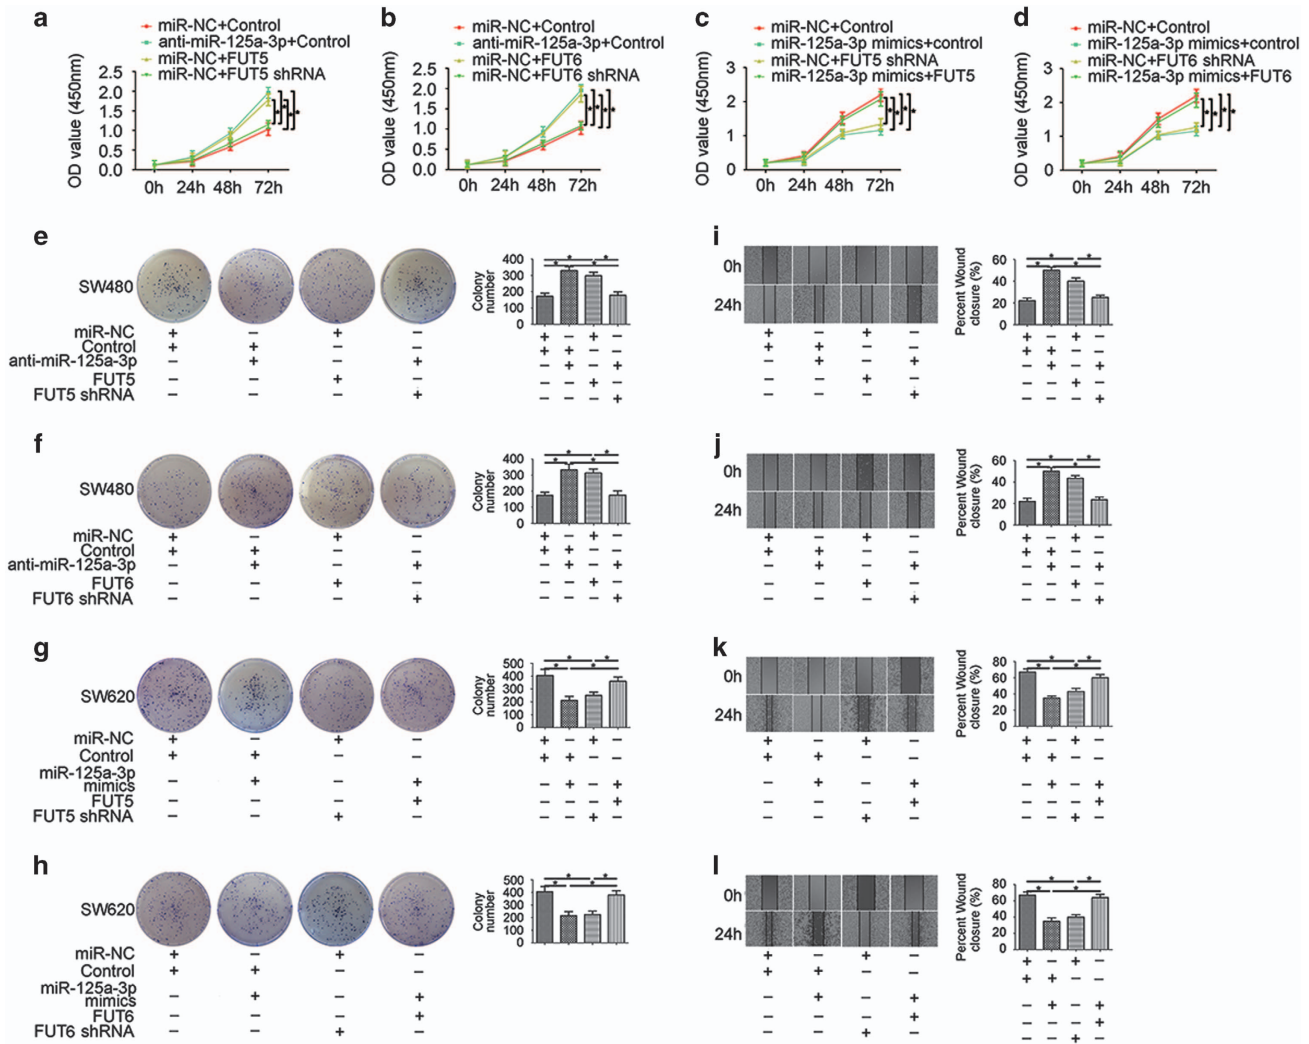 a
miR-NC+Control
anti-miR-125a-3p+Control
miR-NC+FUT5
miR-NC+FUT5 shRNA
OD value (450nm)
2.5
2.0
1.5
1.0
0.5
0.0
0h 24h 48h 72h
* * * *
b
miR-NC+Control
anti-miR-125a-3p+Control
miR-NC+FUT6
miR-NC+FUT6 shRNA
OD value (450nm)
2.5
2.0
1.5
1.0
0.5
0.0
0h 24h 48h 72h
* * * *
c
miR-NC+Control
miR-125a-3p mimics+control
miR-NC+FUT5 shRNA
miR-125a-3p mimics+FUT5
OD value (450nm)
3
2
1
0
0h 24h 48h 72h
* * * *
d
miR-NC+Control
miR-125a-3p mimics+control
miR-NC+FUT6 shRNA
miR-125a-3p mimics+FUT6
OD value (450nm)
3
2
1
0
0h 24h 48h 72h
* * * *
e
SW480
miR-NC + − + −
Control + + − −
anti-miR-125a-3p − + − +
FUT5 − − + −
FUT5 shRNA − − − +
Colony number
400
300
200
100
0
* *
* *
+ − + −
+ + − −
− + − +
− − + −
− − − +
i
0h
24h
+ − + −
+ + − −
− + − +
− − + −
− − − +
Percent Wound closure (%)
60
40
20
0
* *
* *
+ − + −
+ + − −
− + − +
− − + −
− − − +
f
SW480
miR-NC + − + −
Control + + − −
anti-miR-125a-3p − + − +
FUT6 − − + −
FUT6 shRNA − − − +
Colony number
400
300
200
100
0
* *
* *
+ − + −
+ + − −
− + − +
− − + −
− − − +
j
0h
24h
+ − + −
+ + − −
− + − +
− − + −
− − − +
Percent Wound closure (%)
60
40
20
0
* *
* *
+ − + −
+ + − −
− + − +
− − + −
− − − +
g
SW620
miR-NC + − + −
Control + + − −
miR-125a-3p
mimics − + − +
FUT5 − − − +
FUT5 shRNA − − + −
Colony number
500
400
300
200
100
0
* *
* *
+ − + −
+ + − −
− + − +
− − − +
− − + −
k
0h
24h
+ − + −
+ + − −
− + − +
− − − +
− − + −
Percent Wound closure (%)
80
60
40
20
0
* *
* *
+ − + −
+ + − −
− + − +
− − − +
− − + −
h
SW620
miR-NC + − + −
Control + + − −
miR-125a-3p
mimics − + − +
FUT6 − − − +
FUT6 shRNA − − + −
Colony number
500
400
300
200
100
0
* *
* *
l
0h
24h
+ − + −
+ + − −
− + − +
− − − +
− − + −
Percent Wound closure (%)
80
60
40
20
0
* *
* *
+ − + −
+ + − −
− + − +
− − − +
− − + −